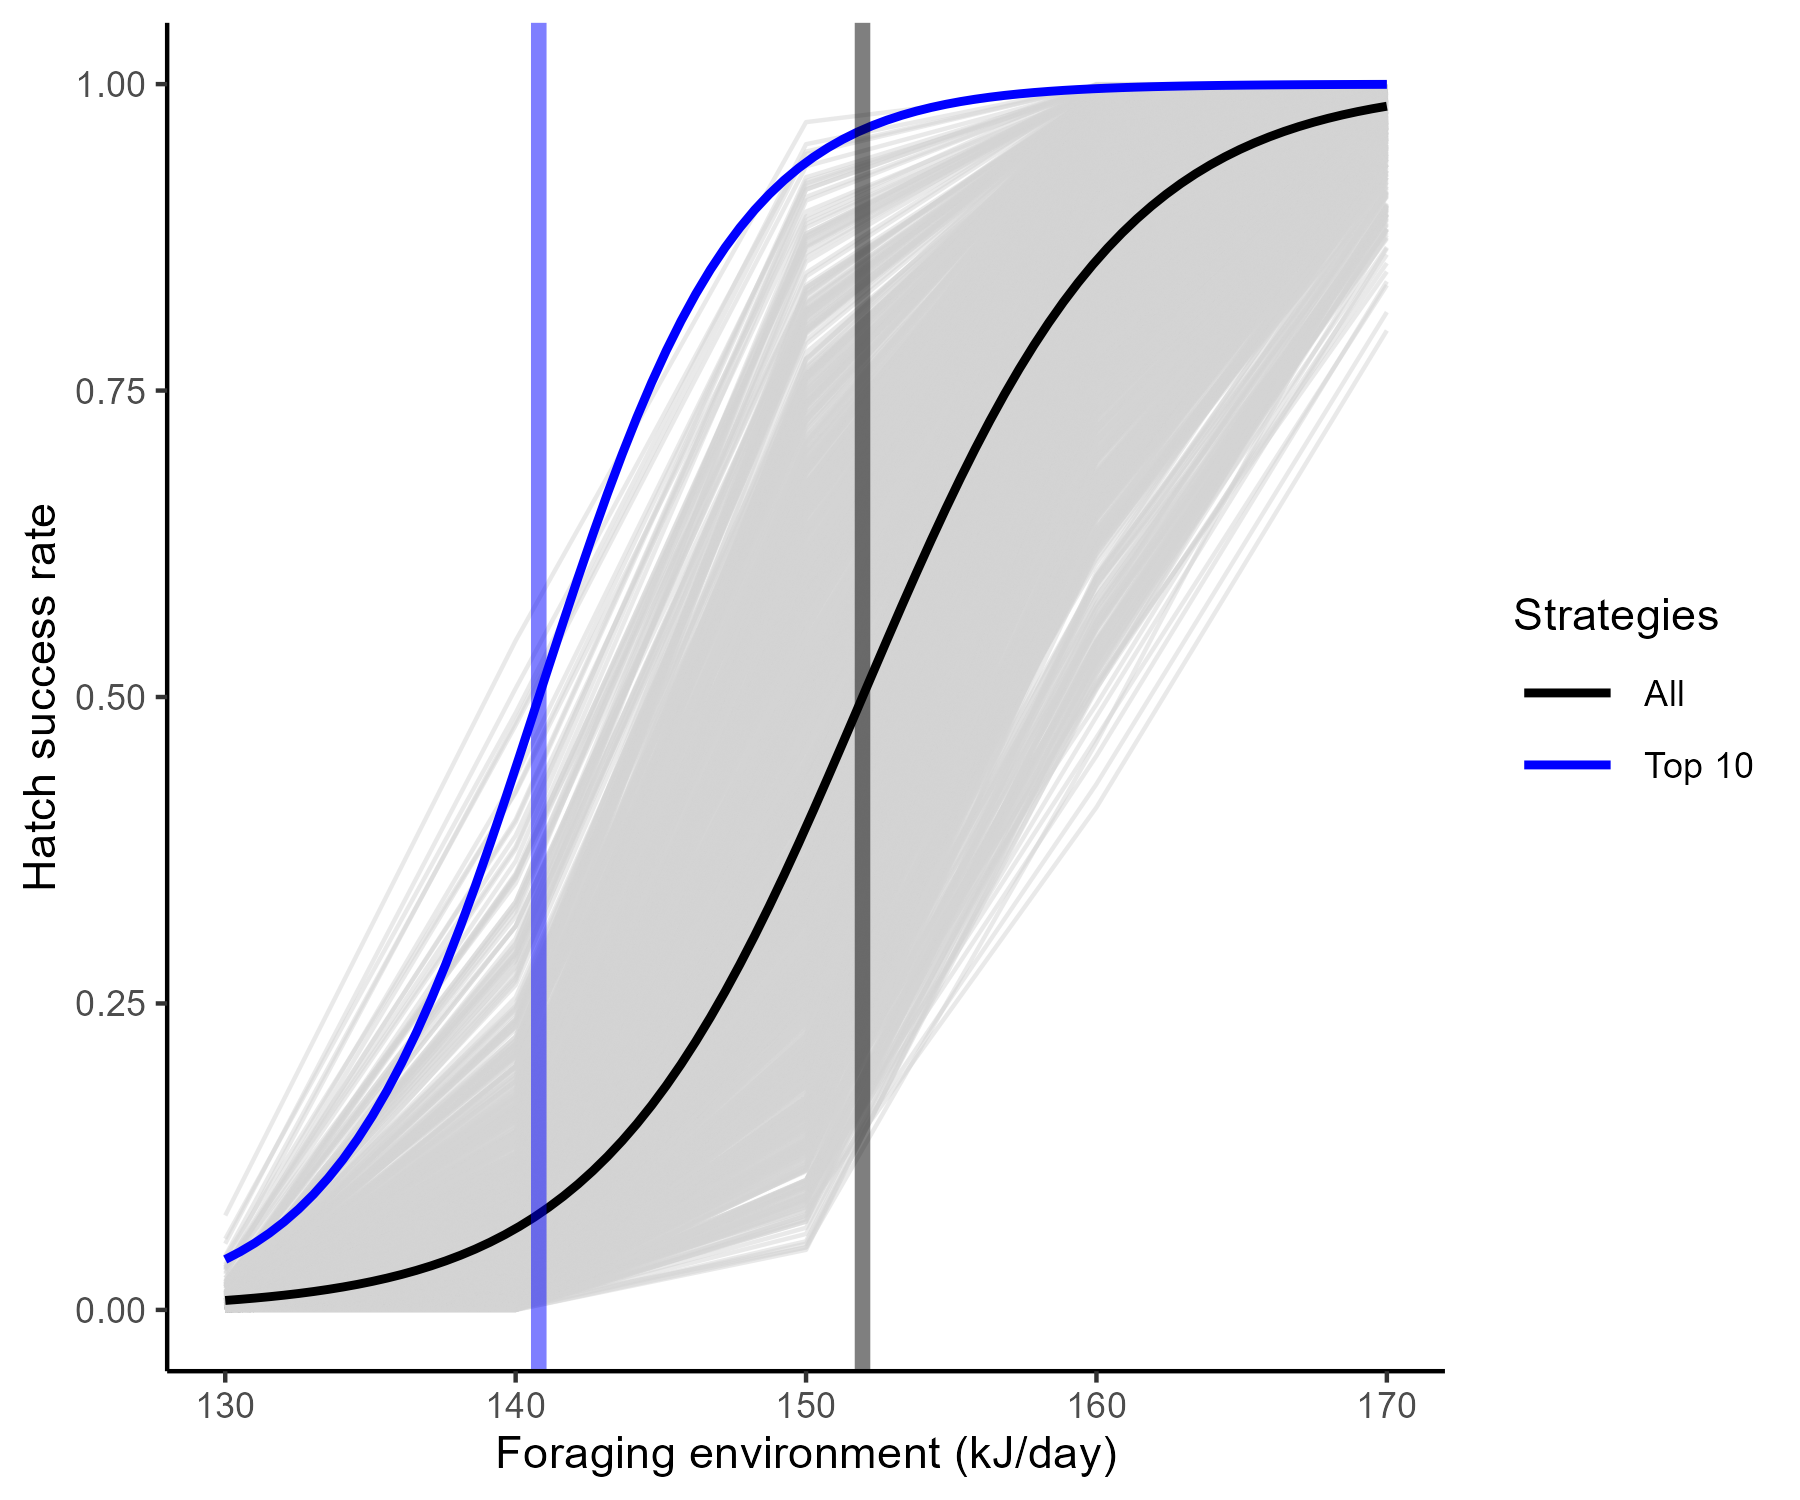 1.00
0.75
0.50
0.25
0.00
Hatch success rate
130 140 150 160 170
Foraging environment (kJ/day)
Strategies
All
Top 10